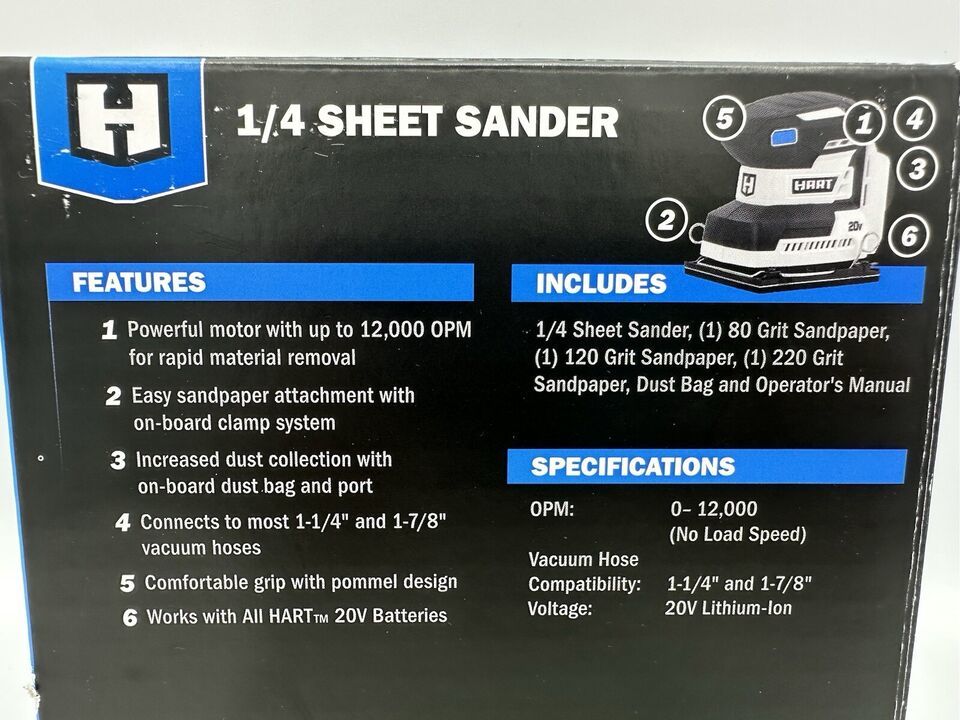 H
1/4 SHEET SANDER
5
1
4
3
2
6
H
HART
20v
FEATURES
1 Powerful motor with up to 12,000 OPM
for rapid material removal
2 Easy sandpaper attachment with
on-board clamp system
3 Increased dust collection with
on-board dust bag and port
4 Connects to most 1-1/4" and 1-7/8"
vacuum hoses
5 Comfortable grip with pommel design
6 Works with All HART™ 20V Batteries
INCLUDES
1/4 Sheet Sander, (1) 80 Grit Sandpaper,
(1) 120 Grit Sandpaper, (1) 220 Grit
Sandpaper, Dust Bag and Operator's Manual
SPECIFICATIONS
OPM: 0– 12,000
(No Load Speed)
Vacuum Hose
Compatibility: 1-1/4" and 1-7/8"
Voltage: 20V Lithium-Ion